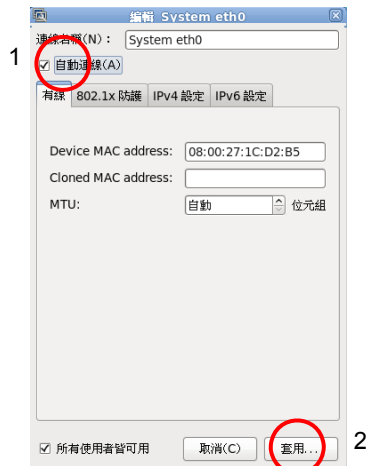 編輯 System eth0
連線名稱(N)： System eth0
1
自動連線(A)
有線 802.1x 防護 IPv4 設定 IPv6 設定
Device MAC address: 08:00:27:1C:D2:B5
Cloned MAC address:
MTU: 自動 位元組
所有使用者皆可用 取消(C) 套用... 2